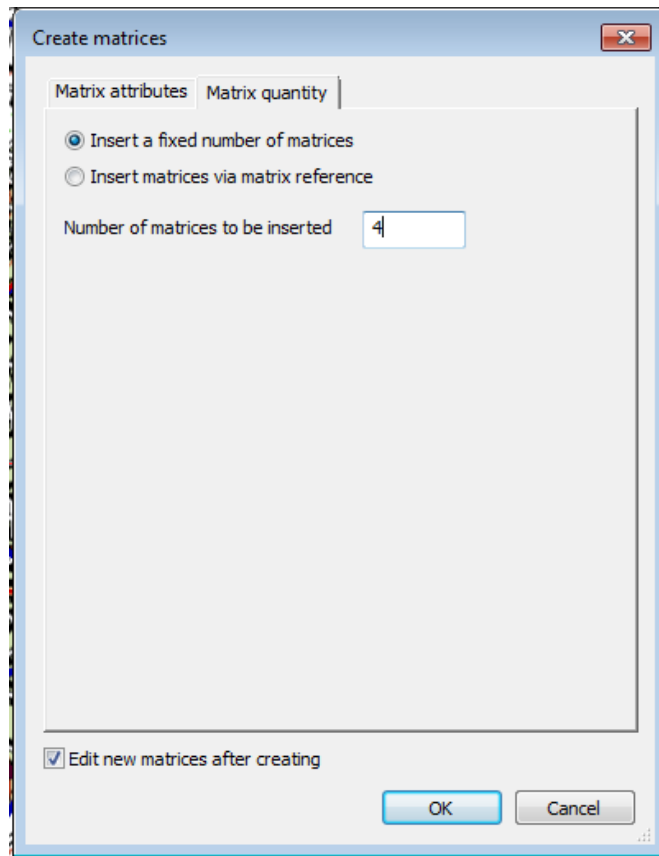 Create matrices
Matrix attributes Matrix quantity
Insert a fixed number of matrices
Insert matrices via matrix reference
Number of matrices to be inserted 4
Edit new matrices after creating
OK Cancel